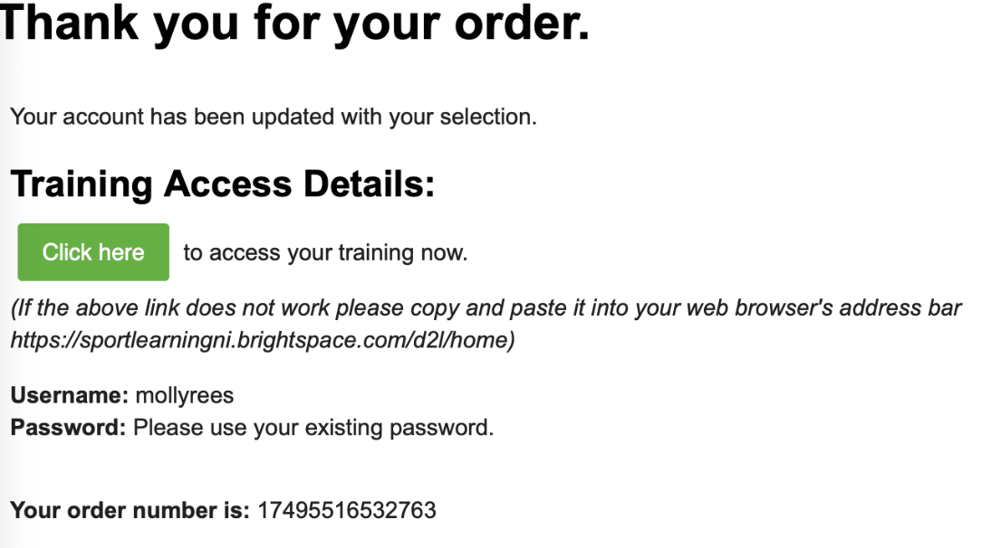 Thank you for your order.
Your account has been updated with your selection.
Training Access Details:
Click here to access your training now.
(If the above link does not work please copy and paste it into your web browser's address bar
https://sportlearningni.brightspace.com/d2l/home)
Username: mollyrees
Password: Please use your existing password.
Your order number is: 17495516532763